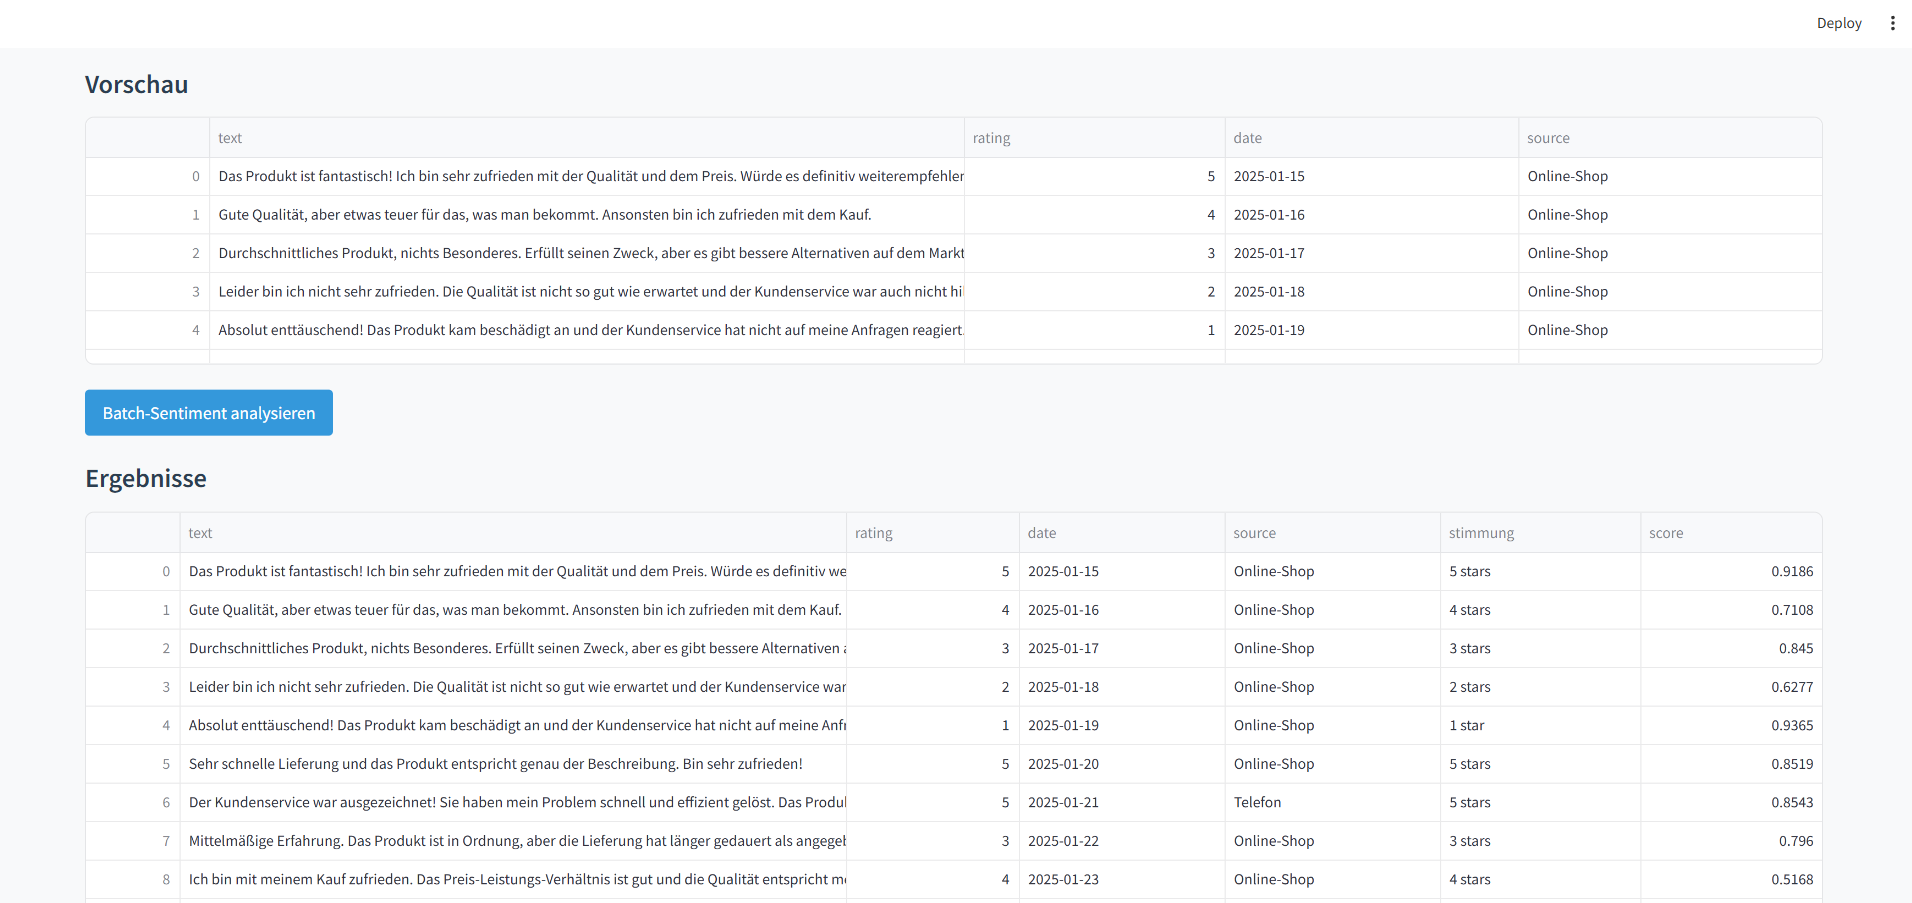 Deploy
Vorschau
text rating date source
0 Das Produkt ist fantastisch! Ich bin sehr zufrieden mit der Qualität und dem Preis. Würde es definitiv weiterempfehler 5 2025-01-15 Online-Shop
1 Gute Qualität, aber etwas teuer für das, was man bekommt. Ansonsten bin ich zufrieden mit dem Kauf. 4 2025-01-16 Online-Shop
2 Durchschnittliches Produkt, nichts Besonderes. Erfüllt seinen Zweck, aber es gibt bessere Alternativen auf dem Markt 3 2025-01-17 Online-Shop
3 Leider bin ich nicht sehr zufrieden. Die Qualität ist nicht so gut wie erwartet und der Kundenservice war auch nicht hi 2 2025-01-18 Online-Shop
4 Absolut enttäuschend! Das Produkt kam beschädigt an und der Kundenservice hat nicht auf meine Anfragen reagiert. 1 2025-01-19 Online-Shop
Batch-Sentiment analysieren
Ergebnisse
text rating date source stimmung score
0 Das Produkt ist fantastisch! Ich bin sehr zufrieden mit der Qualität und dem Preis. Würde es definitiv we 5 2025-01-15 Online-Shop 5 stars 0.9186
1 Gute Qualität, aber etwas teuer für das, was man bekommt. Ansonsten bin ich zufrieden mit dem Kauf. 4 2025-01-16 Online-Shop 4 stars 0.7108
2 Durchschnittliches Produkt, nichts Besonderes. Erfüllt seinen Zweck, aber es gibt bessere Alternativen 3 2025-01-17 Online-Shop 3 stars 0.845
3 Leider bin ich nicht sehr zufrieden. Die Qualität ist nicht so gut wie erwartet und der Kundenservice war 2 2025-01-18 Online-Shop 2 stars 0.6277
4 Absolut enttäuschend! Das Produkt kam beschädigt an und der Kundenservice hat nicht auf meine Anfr 1 2025-01-19 Online-Shop 1 star 0.9365
5 Sehr schnelle Lieferung und das Produkt entspricht genau der Beschreibung. Bin sehr zufrieden! 5 2025-01-20 Online-Shop 5 stars 0.8519
6 Der Kundenservice war ausgezeichnet! Sie haben mein Problem schnell und effizient gelöst. Das Produ 5 2025-01-21 Telefon 5 stars 0.8543
7 Mittelmäßige Erfahrung. Das Produkt ist in Ordnung, aber die Lieferung hat länger gedauert als angegeb 3 2025-01-22 Online-Shop 3 stars 0.796
8 Ich bin mit meinem Kauf zufrieden. Das Preis-Leistungs-Verhältnis ist gut und die Qualität entspricht m 4 2025-01-23 Online-Shop 4 stars 0.5168